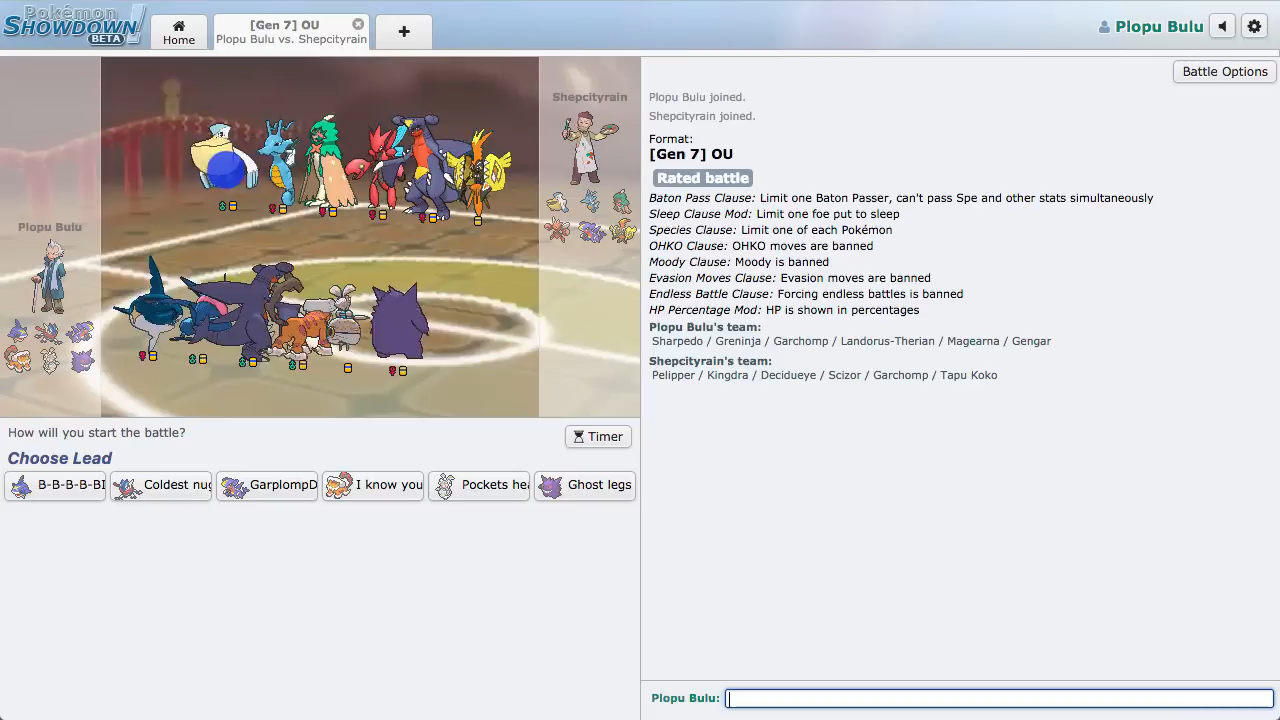 Pokémon
SHOWDOWN!
BETA
Home
[Gen 7] OU
Plopu Bulu vs. Shepcityrain
Plopu Bulu
Battle Options
Shepcityrain
Plopu Bulu
Plopu Bulu joined.
Shepcityrain joined.
Format:
[Gen 7] OU
Rated battle
Baton Pass Clause: Limit one Baton Passer, can't pass Spe and other stats simultaneously
Sleep Clause Mod: Limit one foe put to sleep
Species Clause: Limit one of each Pokémon
OHKO Clause: OHKO moves are banned
Moody Clause: Moody is banned
Evasion Moves Clause: Evasion moves are banned
Endless Battle Clause: Forcing endless battles is banned
HP Percentage Mod: HP is shown in percentages
Plopu Bulu's team:
Sharpedo / Greninja / Garchomp / Landorus-Therian / Magearna / Gengar
Shepcityrain's team:
Pelipper / Kingdra / Decidueye / Scizor / Garchomp / Tapu Koko
How will you start the battle?
Timer
Choose Lead
B-B-B-B-BI
Coldest nug
GarplompD
I know you
Pockets hea
Ghost legs
Plopu Bulu: